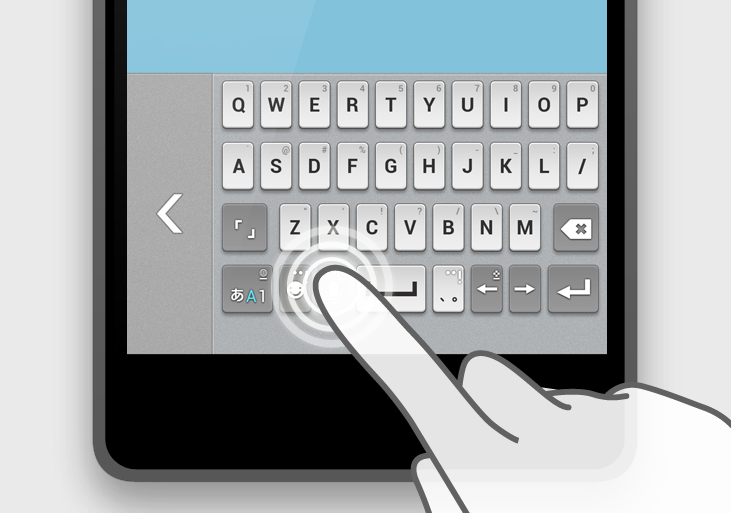 1 2 3 4 5 6 7 8 9 0
Q W E R T Y U I O P
@ # % ( ) - _ : ;
A S D F G H J K L /
! ? / \ ~
「」 Z X C V B N M
あA1 、。